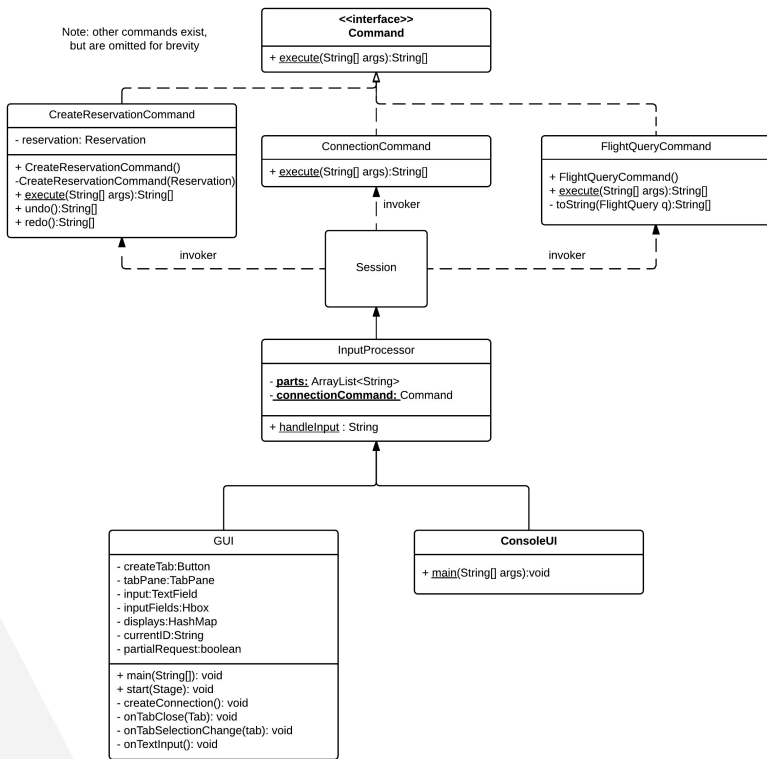 Note: other commands exist,
but are omitted for brevity
<<interface>>
Command
+ execute(String[] args):String[]
CreateReservationCommand
- reservation: Reservation
+ CreateReservationCommand()
-CreateReservationCommand(Reservation)
+ execute(String[] args):String[]
+ undo():String[]
+ redo():String[]
ConnectionCommand
+ execute(String[] args):String[]
FlightQueryCommand
+ FlightQueryCommand()
+ execute(String[] args):String[]
- toString(FlightQuery q):String[]
invoker
invoker
invoker
Session
InputProcessor
- parts: ArrayList<String>
- connectionCommand: Command
+ handleInput : String
GUI
- createTab:Button
- tabPane:TabPane
- input:TextField
- inputFields:Hbox
- displays:HashMap
- currentID:String
- partialRequest:boolean
+ main(String[]): void
+ start(Stage): void
- createConnection(): void
- onTabClose(Tab): void
- onTabSelectionChange(tab): void
- onTextInput(): void
ConsoleUI
+ main(String[] args):void